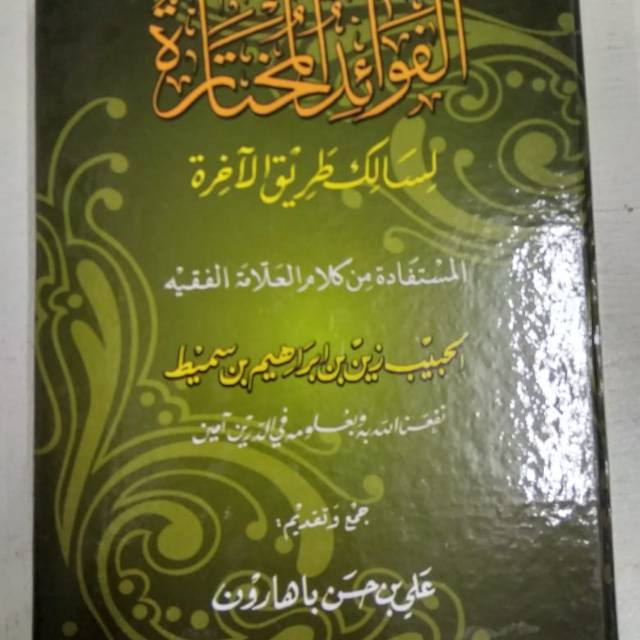 الفوائد المختارة
لسالك طريق الآخرة
المستفادة من كلام العلامة الفقيه
الحبيب زين بن ابراهيم بن سميط
نفعنا الله به وبعلومه في الدارين آمين
جمع وتقديم:
علي بن حسن باهارون